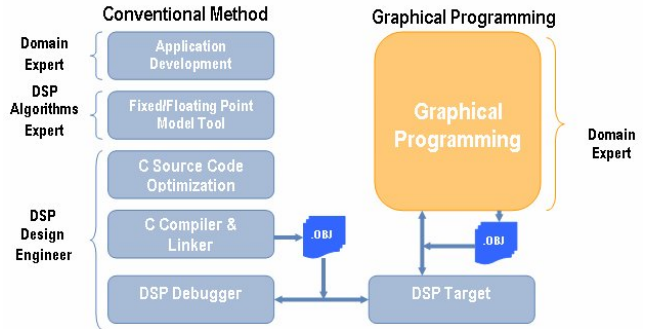 Conventional Method
Graphical Programming
Domain
Expert
Application
Development
DSP
Algorithms
Expert
Fixed/Floating Point
Model Tool
DSP
Design
Engineer
C Source Code
Optimization
C Compiler &
Linker
.OBJ
DSP Debugger
Graphical
Programming
Domain
Expert
.OBJ
DSP Target